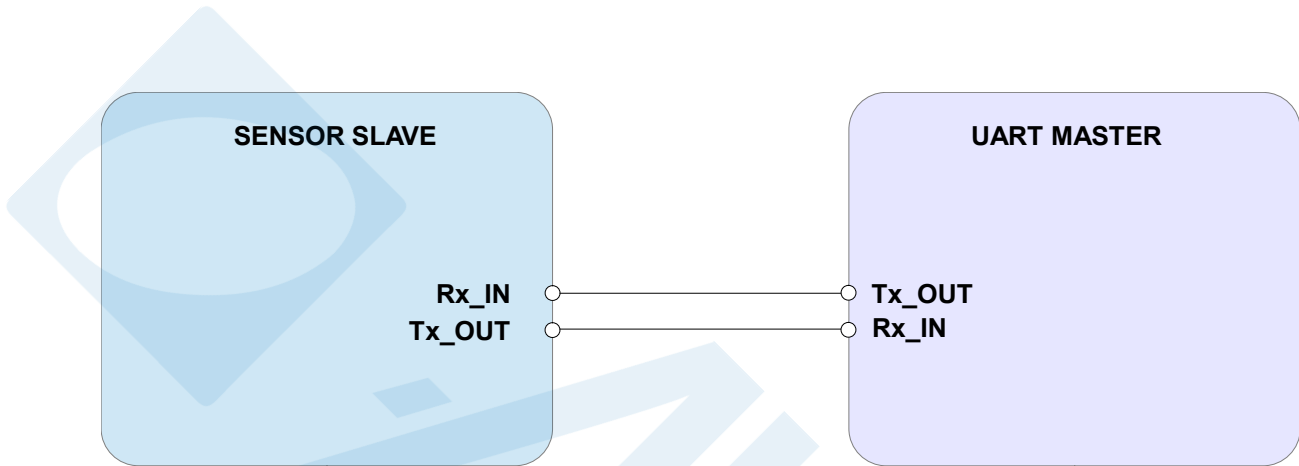 SENSOR SLAVE
UART MASTER
Rx_IN
Tx_OUT
Tx_OUT
Rx_IN